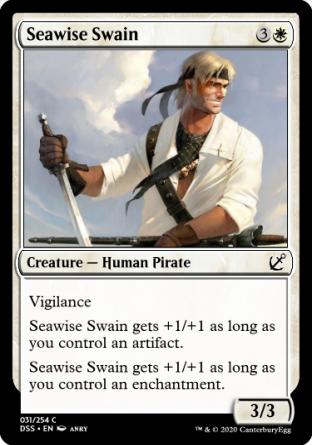 Seawise Swain 3
Creature — Human Pirate
Vigilance
Seawise Swain gets +1/+1 as long as
you control an artifact.
Seawise Swain gets +1/+1 as long as
you control an enchantment.
3/3
031/254 C
DSS • EN ANRY
™ & © 2020 CanterburyEgg